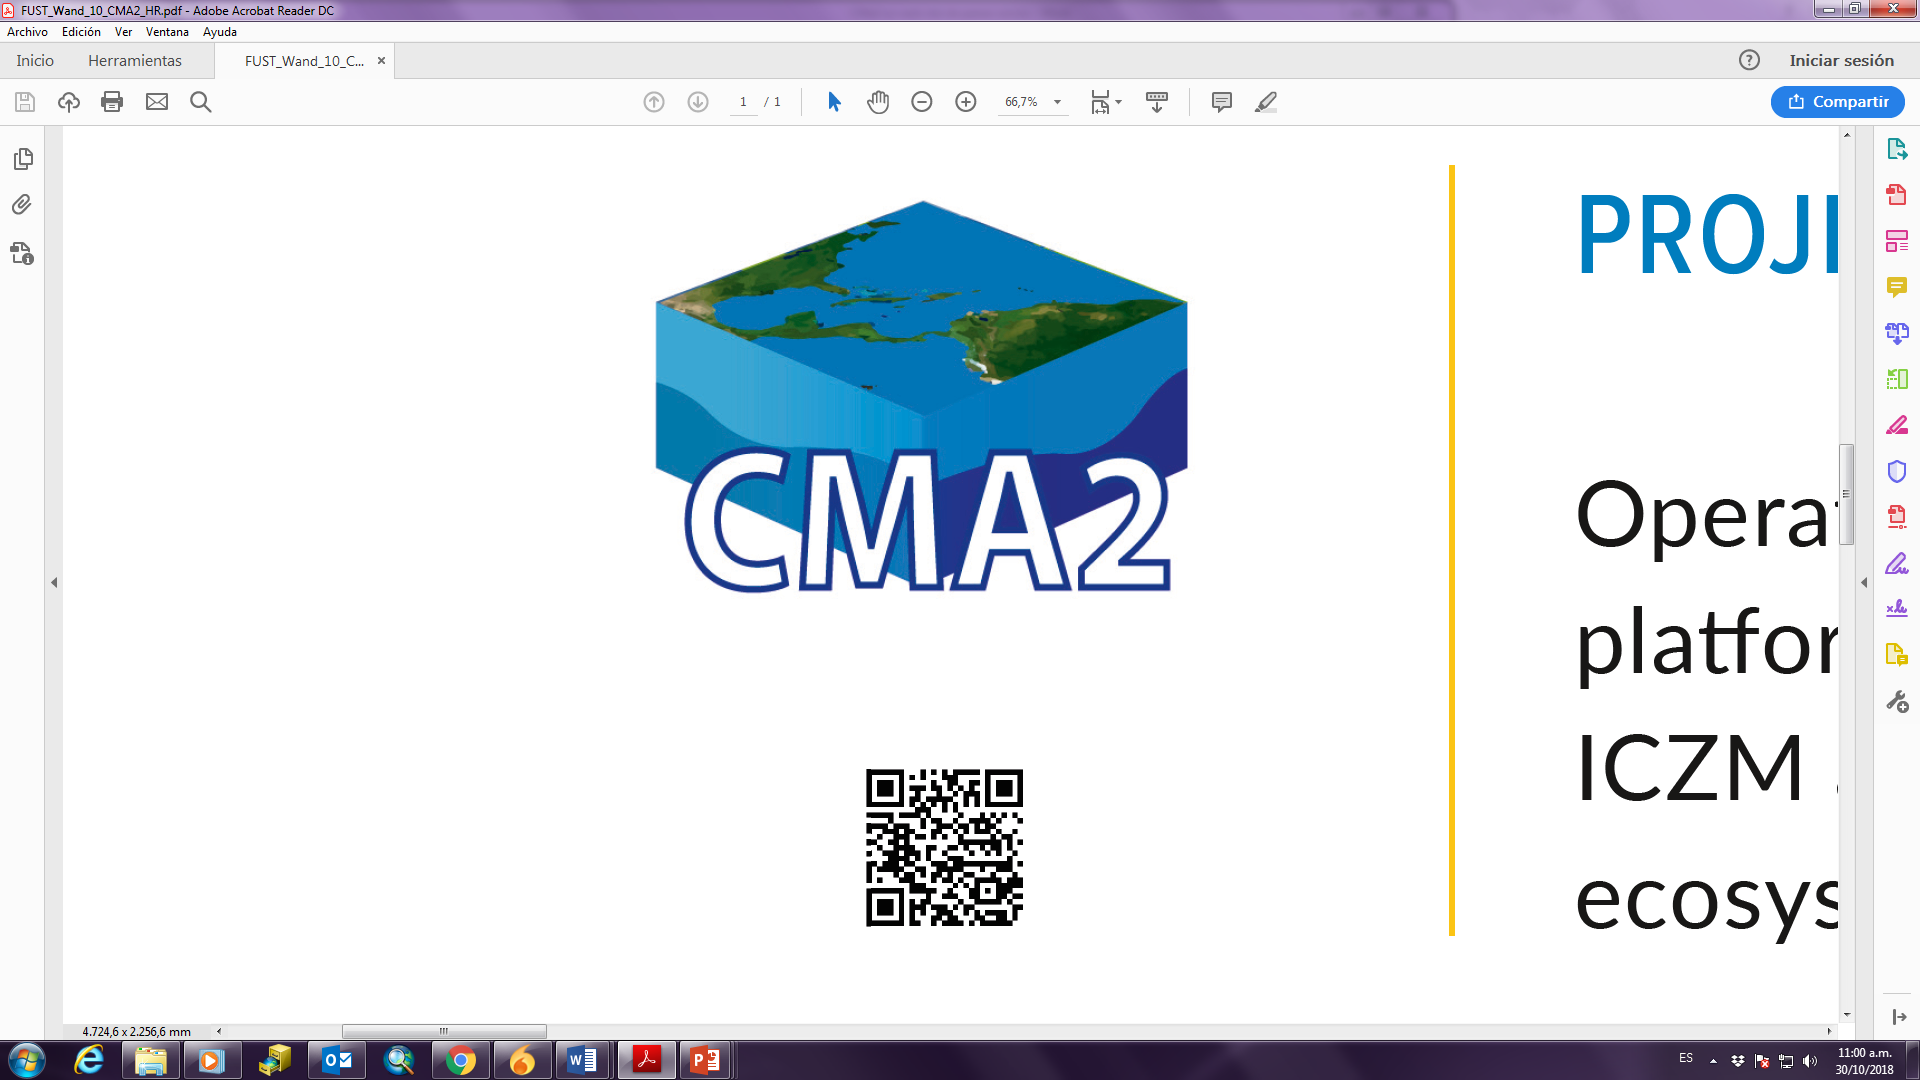 FUST_Wand_10_CMA2_HR.pdf - Adobe Acrobat Reader DC
Archivo Edición Ver Ventana Ayuda
Inicio Herramientas FUST_Wand_10_C... Iniciar sesión
1 / 1 66,7% Compartir
PROJ
CMA2
Opera
platfor
ICZM
ecosys
4.724,6 x 2.256,6 mm
ES 11:00 a.m.
30/10/2018